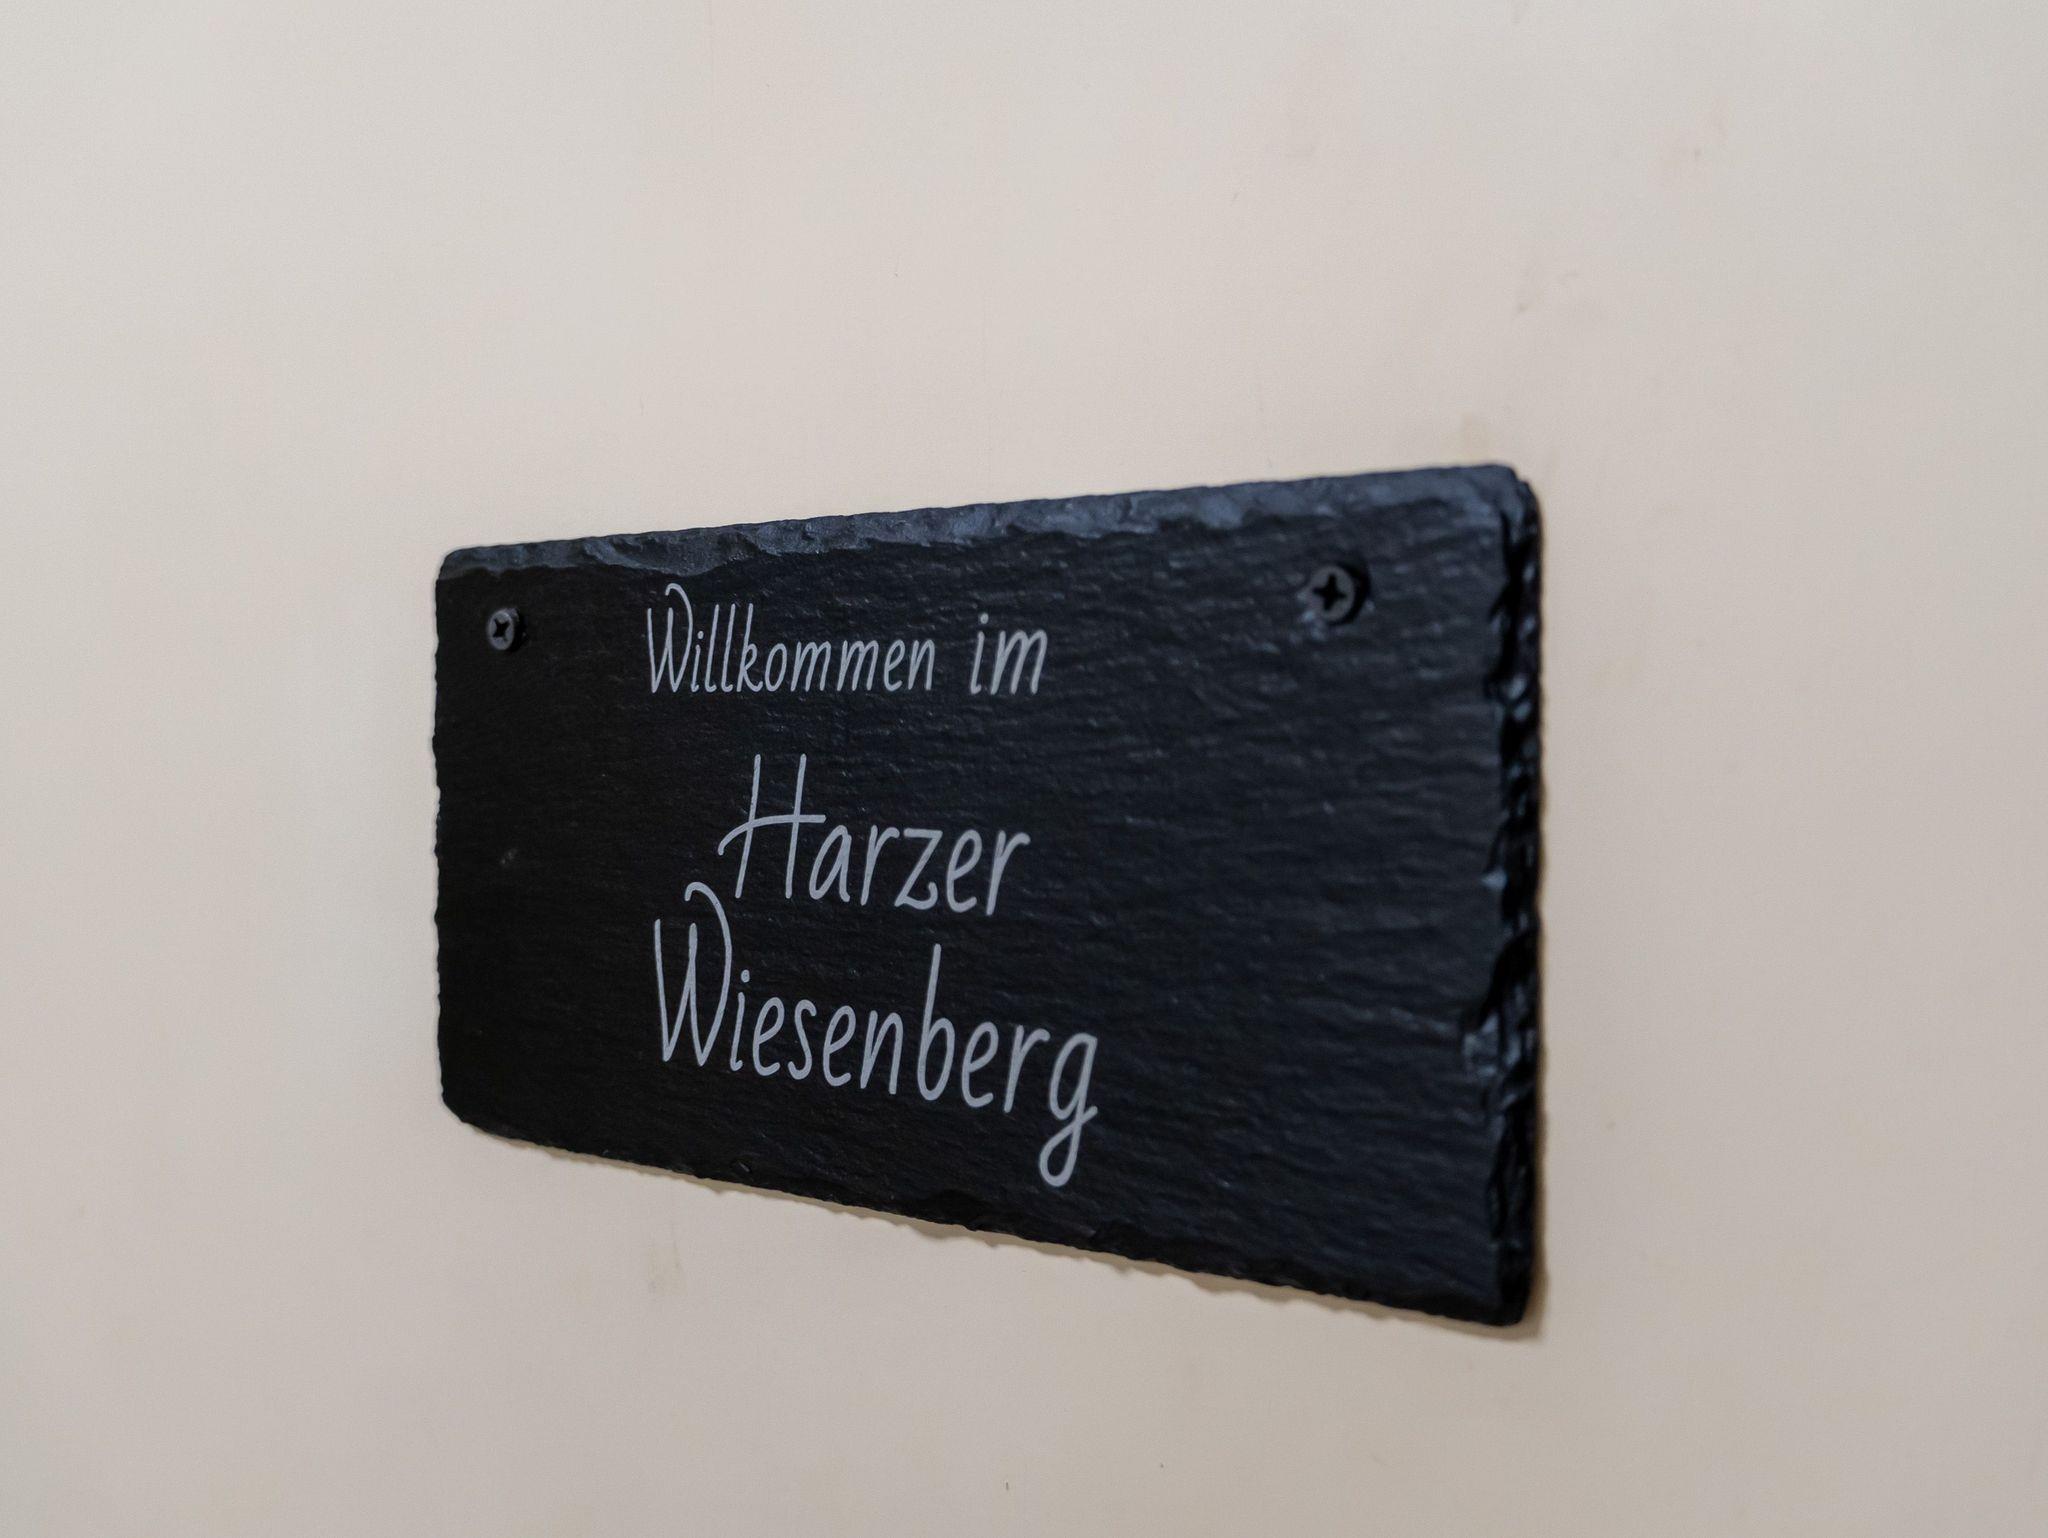 Willkommen im
Harzer
Wiesenberg